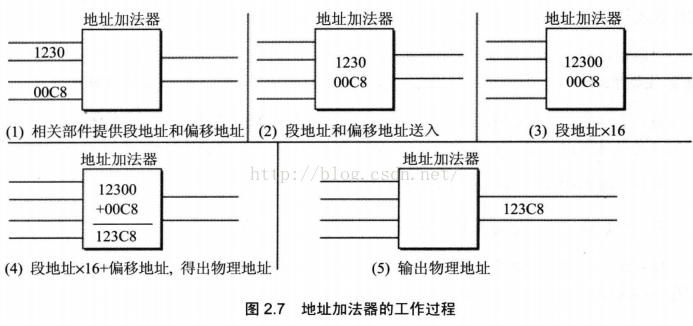 地址加法器
1230
00C8
(1) 相关部件提供段地址和偏移地址
地址加法器
1230
00C8
(2) 段地址和偏移地址送入
地址加法器
12300
00C8
(3) 段地址×16
地址加法器
12300
+00C8
123C8
(4) 段地址×16+偏移地址, 得出物理地址
地址加法器
123C8
(5) 输出物理地址
http://blog.csdn.net/
图 2.7 地址加法器的工作过程